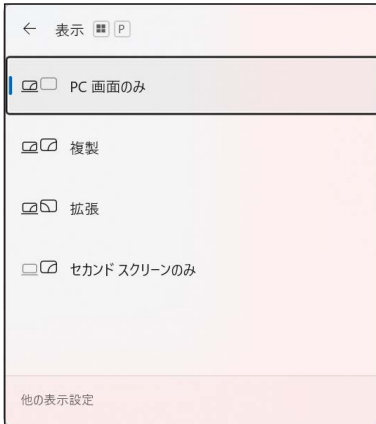 表示 P
PC 画面のみ
複製
拡張
セカンド スクリーンのみ
他の表示設定